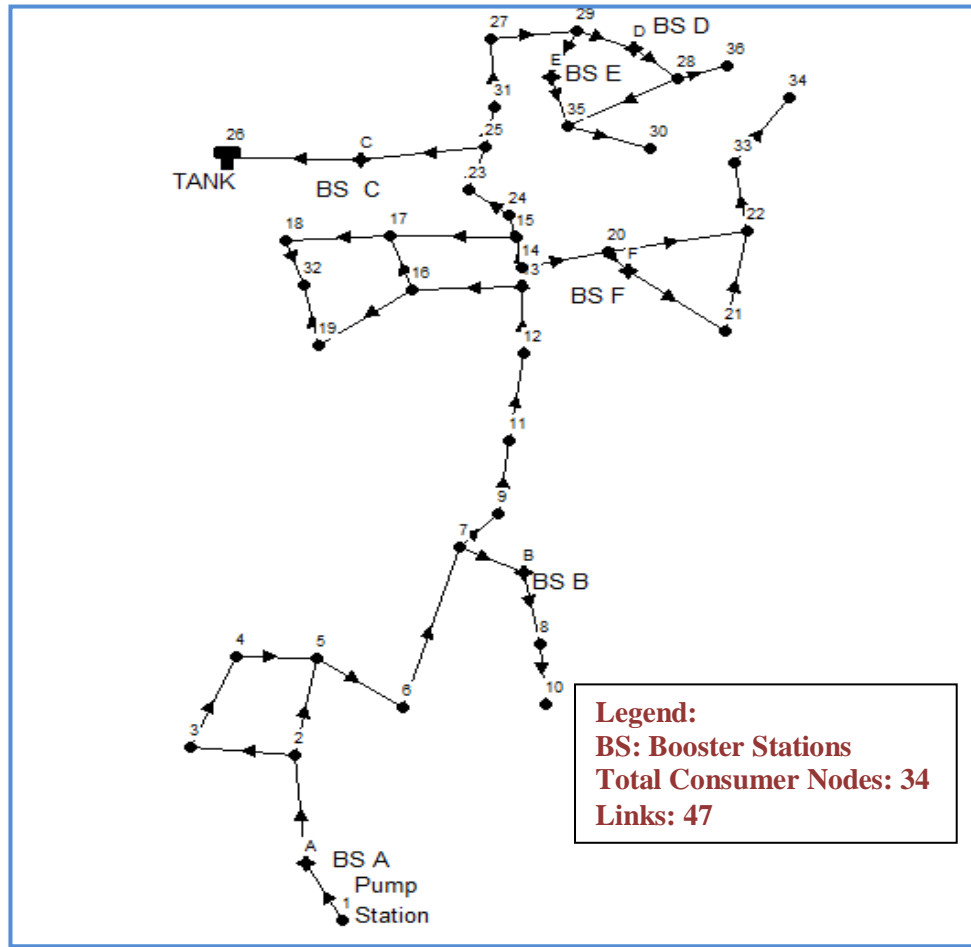 27
29
D
BS D
36
E
BS E
28
34
31
35
25
30
26
C
33
TANK
BS C
23
24
22
18
17
15
20
14
F
32
16
13
BS F
21
19
12
11
9
7
B
BS B
8
4
5
10
6
3
2
Legend:
BS: Booster Stations
Total Consumer Nodes: 34
Links: 47
A
BS A
Pump
1
Station